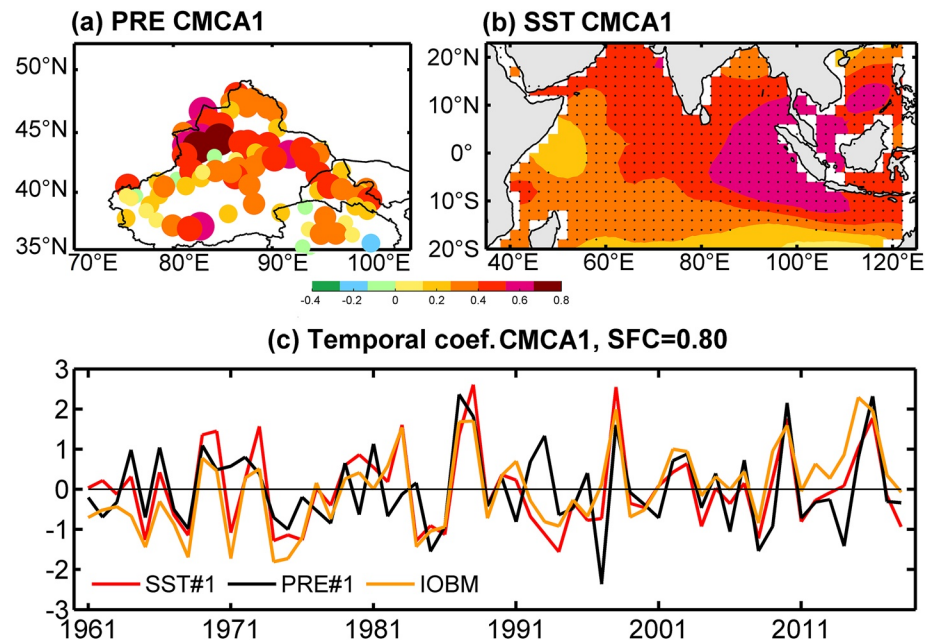 (a) PRE CMCA1
(b) SST CMCA1
50°N
45°N
40°N
35°N
70°E 80°E 90°E 100°E
20°N
10°N
0°
10°S
20°S
40°E 60°E 80°E 100°E 120°E
-0.4 -0.2 0 0.2 0.4 0.6 0.8
(c) Temporal coef.CMCA1, SFC=0.80
3
2
1
0
-1
-2
-3
SST#1 PRE#1 IOBM
1961 1971 1981 1991 2001 2011